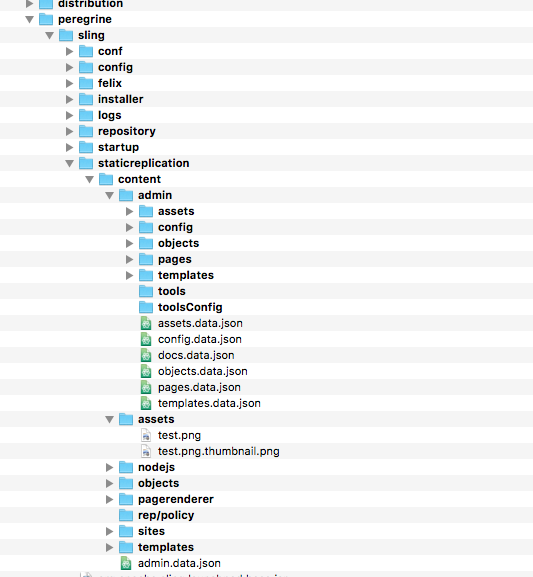 distribution
peregrine
sling
conf
config
felix
installer
logs
repository
startup
staticreplication
content
admin
assets
config
objects
pages
templates
tools
toolsConfig
assets.data.json
config.data.json
docs.data.json
objects.data.json
pages.data.json
templates.data.json
assets
test.png
test.png.thumbnail.png
nodejs
objects
pagerenderer
rep/policy
sites
templates
admin.data.json